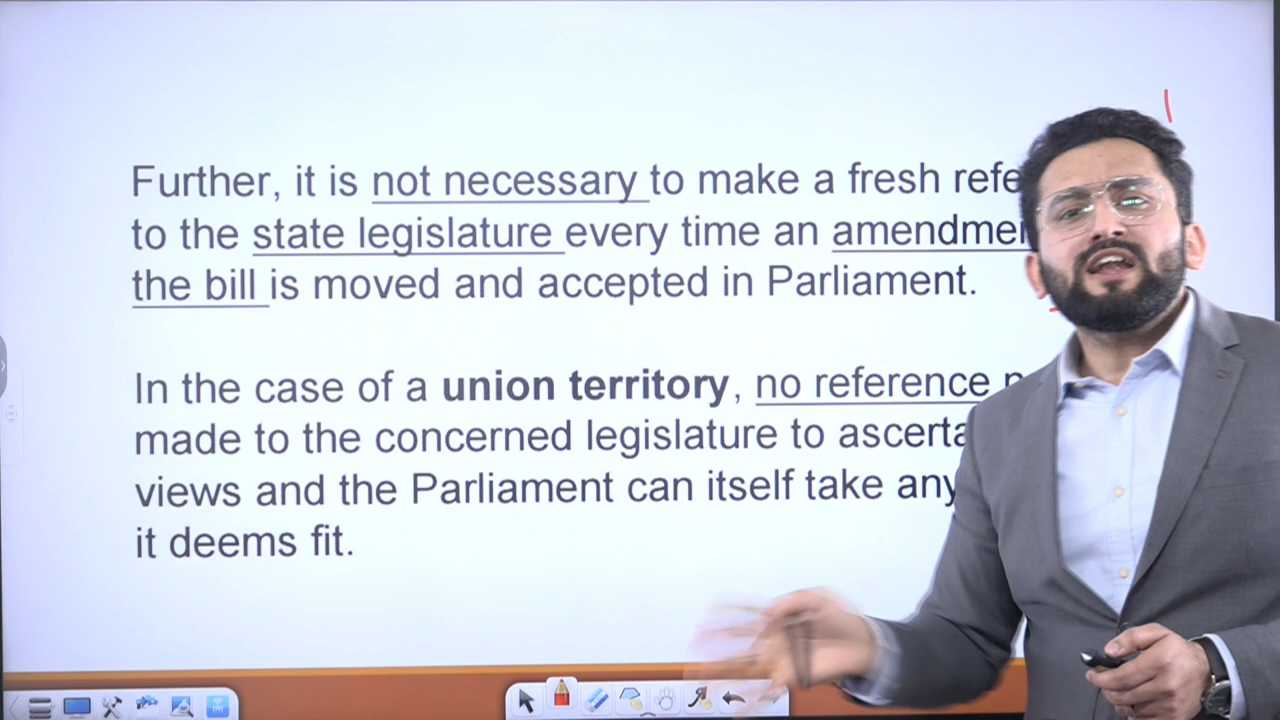 Further, it is not necessary to make a fresh refe
to the state legislature every time an amendme
the bill is moved and accepted in Parliament.
In the case of a union territory, no reference
made to the concerned legislature to ascerta
views and the Parliament can itself take any
it deems fit.